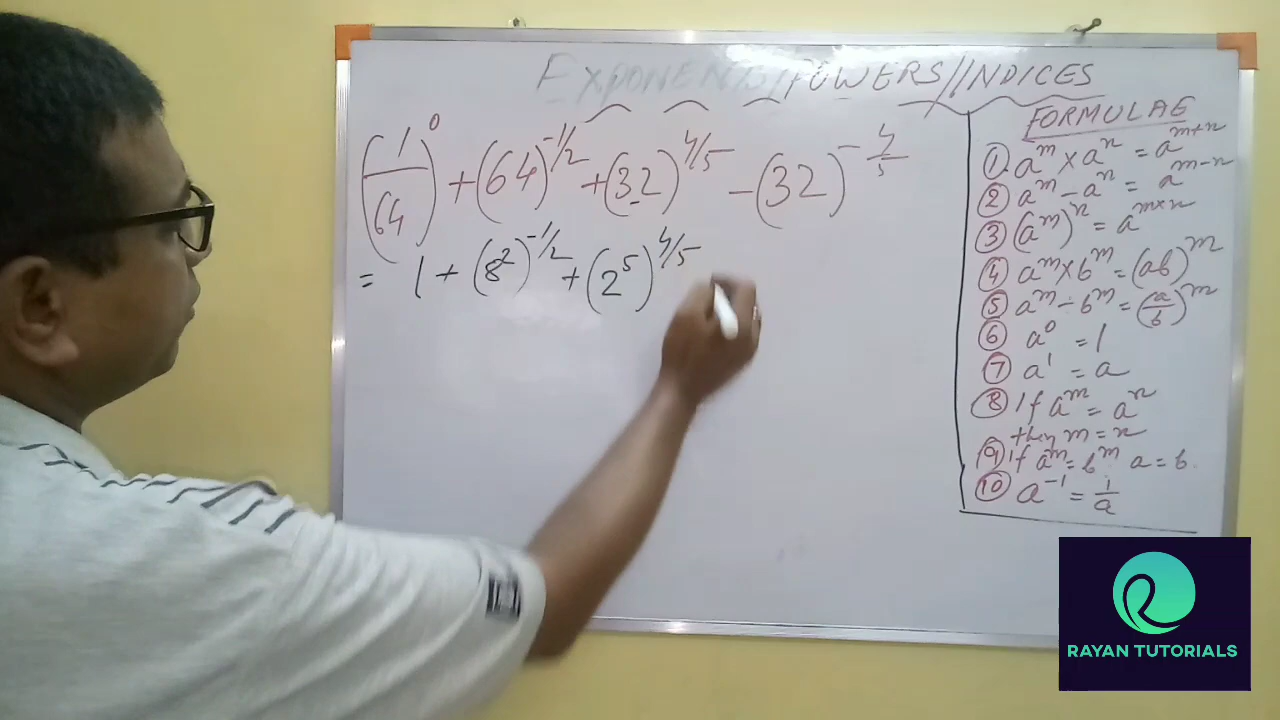 EXPONENTS/POWERS//INDICES
(1/64)^0 + (64)^-1/2 + (32)^4/5 - (32)^-4/5
= 1 + (8^2)^-1/2 + (2^5)^4/5
FORMULAE
① a^m × a^n = a^m+n
② a^m ÷ a^n = a^m-n
③ (a^m)^n = a^m×n
④ a^m × b^m = (ab)^m
⑤ a^m ÷ b^m = (a/b)^m
⑥ a^0 = 1
⑦ a^1 = a
⑧ If a^m = a^n
then m = n
⑨ if a^m = b^m a = b.
⑩ a^-1 = 1/a
RAYAN TUTORIALS